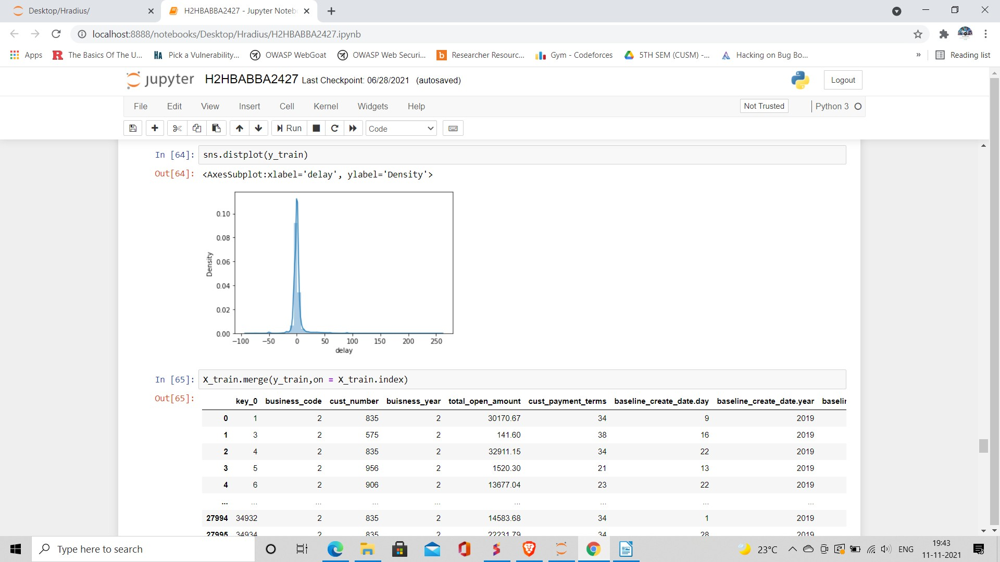 Desktop/Hradius/
H2HBABBA2427 - Jupyter Noteb
localhost:8888/notebooks/Desktop/Hradius/H2HBABBA2427.ipynb
Apps The Basics Of The U... HA Pick a Vulnerability... OWASP WebGoat OWASP Web Securi... Researcher Resourc... Gym - Codeforces 5TH SEM (CUSM) -... Hacking on Bug Bo... » Reading list
jupyter H2HBABBA2427 Last Checkpoint: 06/28/2021 (autosaved) Logout
File Edit View Insert Cell Kernel Widgets Help Not Trusted Python 3
Run Code
In [64]: sns.distplot(y_train)
Out[64]: <AxesSubplot:xlabel='delay', ylabel='Density'>
0.10
0.08
0.06
0.04
0.02
0.00
Density
−100 −50 0 50 100 150 200 250
delay
In [65]: X_train.merge(y_train,on = X_train.index)
Out[65]:
key_0 business_code cust_number buisness_year total_open_amount cust_payment_terms baseline_create_date.day baseline_create_date.year baselin
0 1 2 835 2 30170.67 34 9 2019
1 3 2 575 2 141.60 38 16 2019
2 4 2 835 2 32911.15 34 22 2019
3 5 2 956 2 1520.30 21 13 2019
4 6 2 906 2 13677.04 23 22 2019
... ... ... ... ... ... ... ... ...
27994 34932 2 835 2 14583.68 34 1 2019
27995 34934 2 835 2 22231.79 34 28 2019
Type here to search
23°C ENG
19:43
11-11-2021